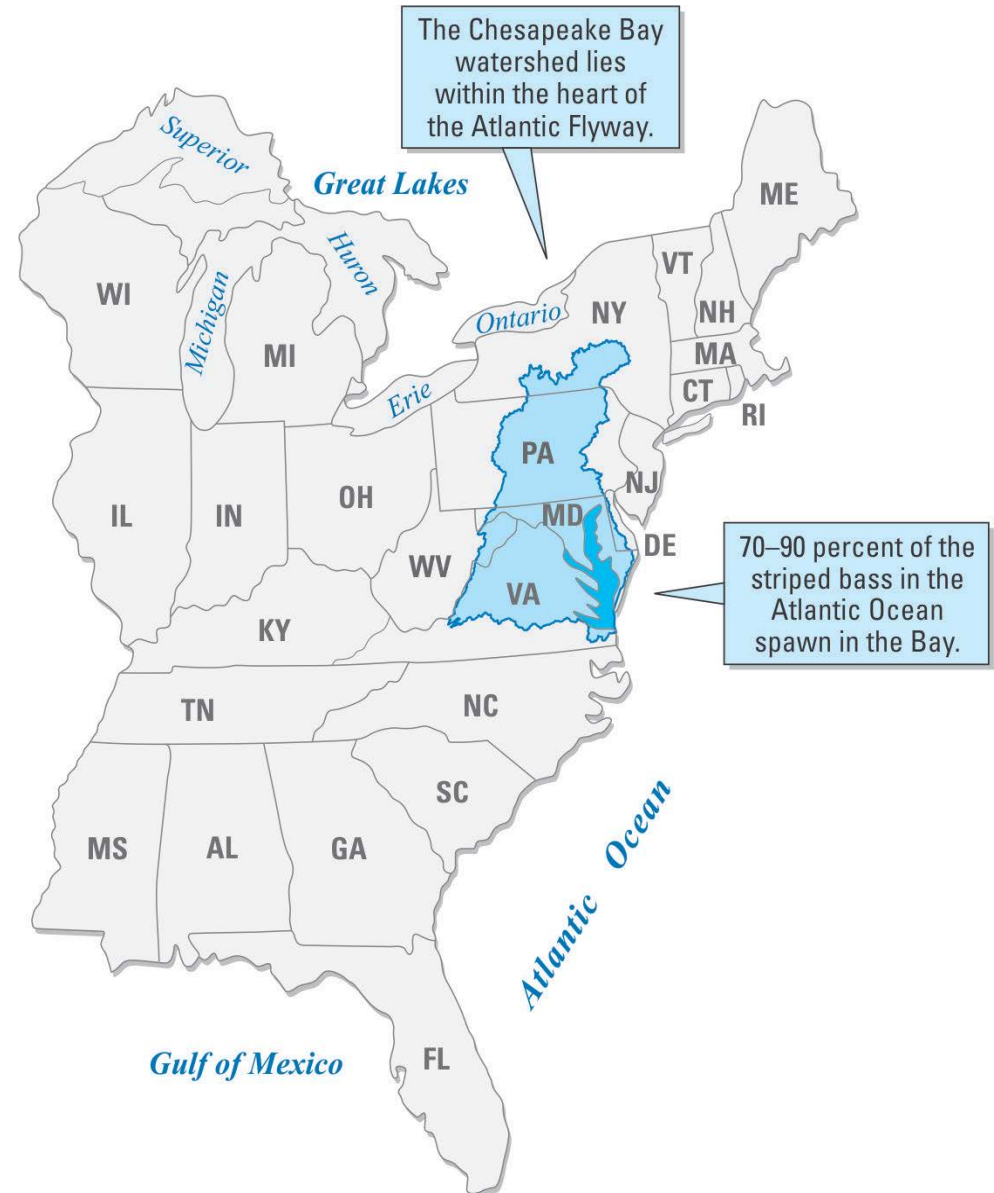 The Chesapeake Bay
watershed lies
within the heart of
the Atlantic Flyway.
Superior
Great Lakes
ME
Huron
VT
WI
Michigan
Ontario
NY
NH
MI
MA
Erie
CT
RI
PA
NJ
OH
IL
IN
MD
DE
WV
VA
70–90 percent of the
striped bass in the
Atlantic Ocean
spawn in the Bay.
KY
TN
NC
SC
MS
AL
GA
Atlantic Ocean
Gulf of Mexico
FL